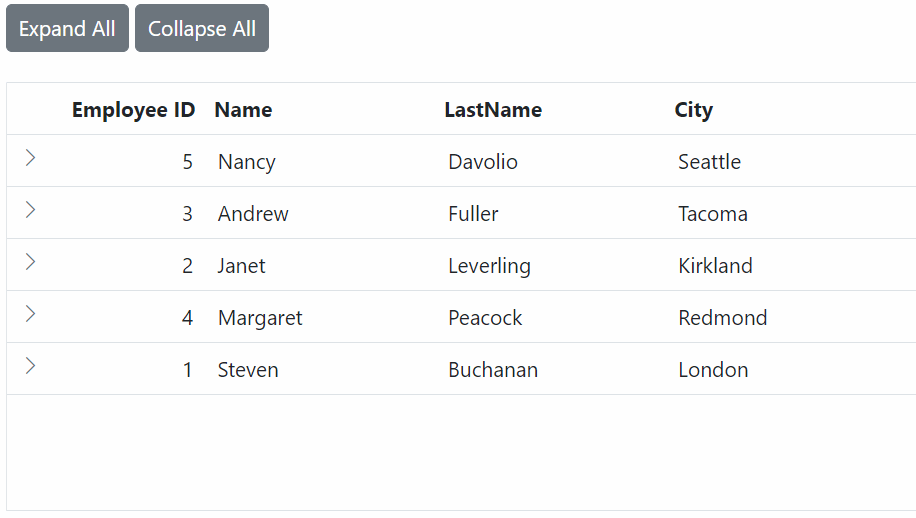 Expand All Collapse All
Employee ID Name LastName City
5 Nancy Davolio Seattle
3 Andrew Fuller Tacoma
2 Janet Leverling Kirkland
4 Margaret Peacock Redmond
1 Steven Buchanan London